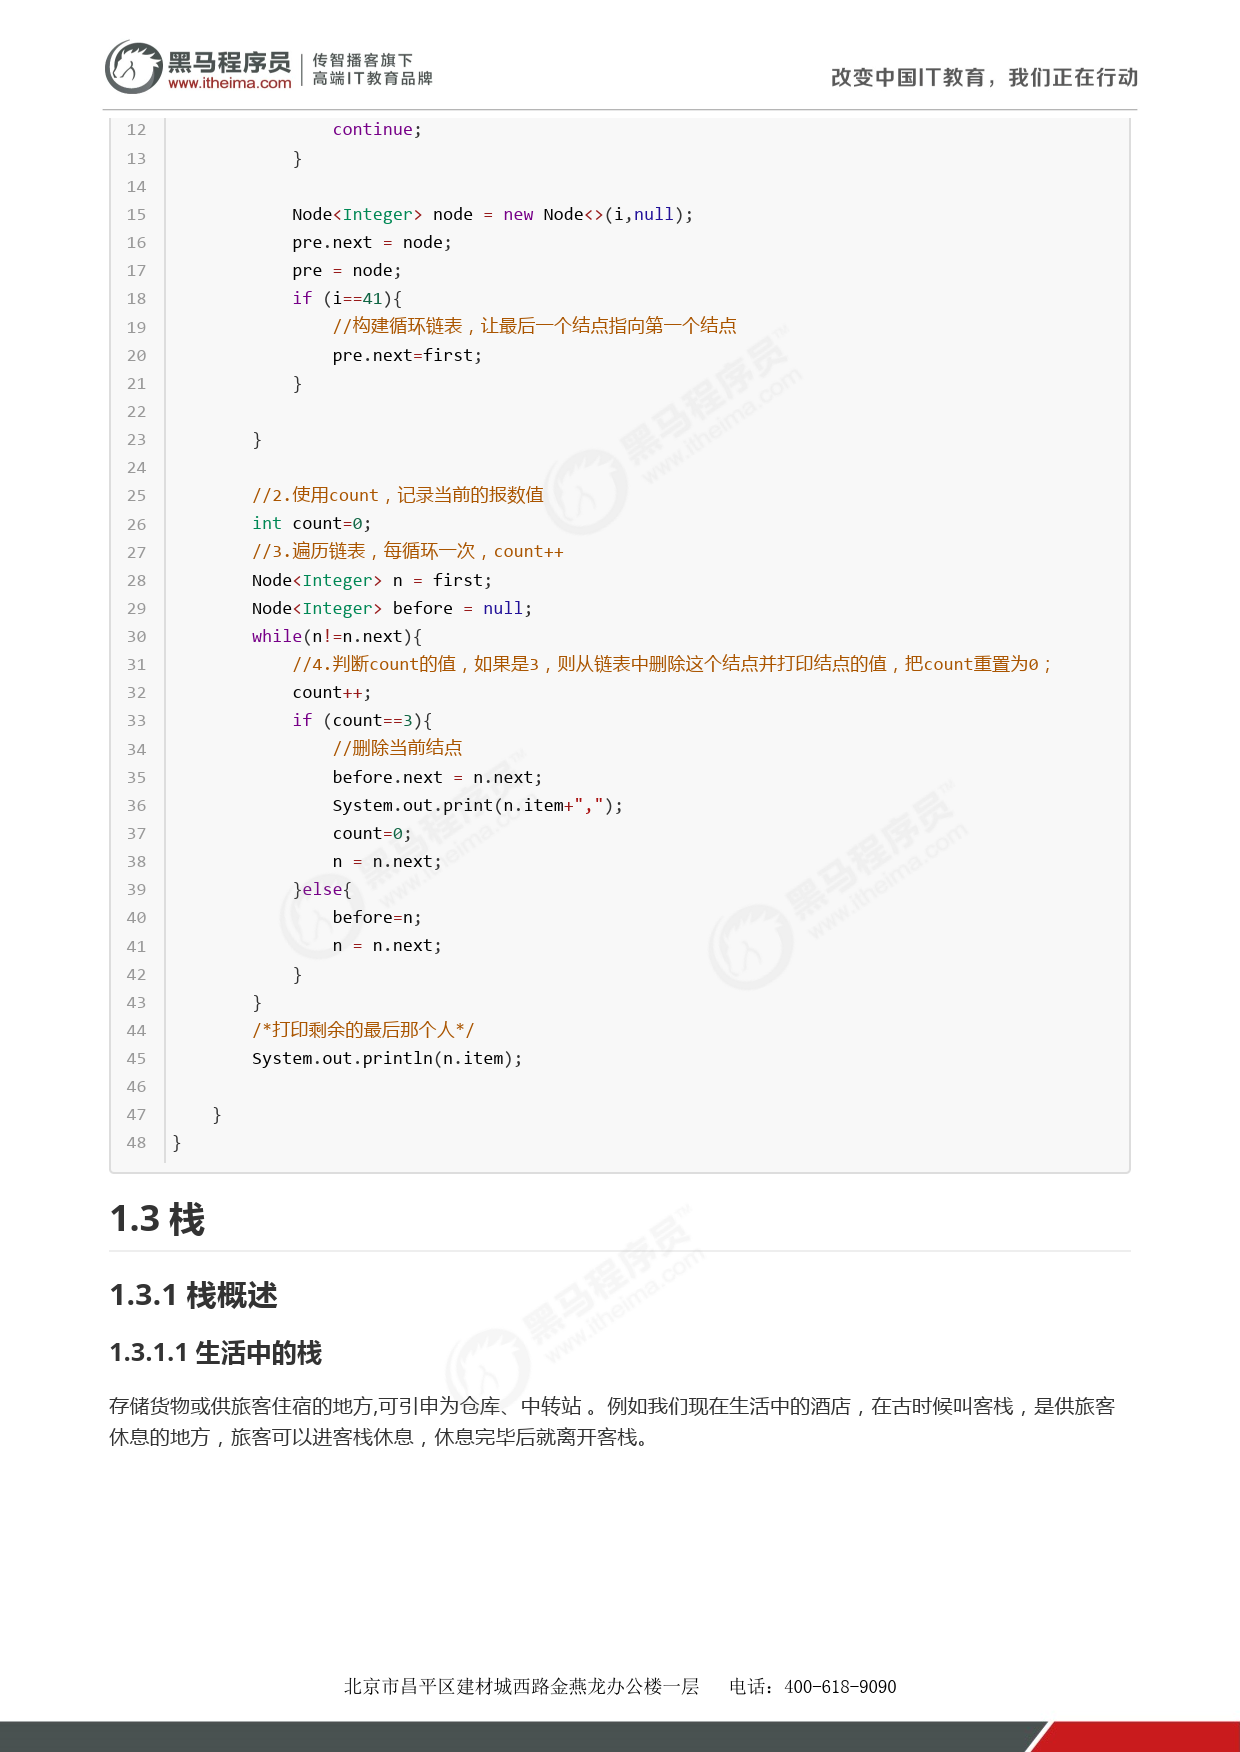 黑马程序员
www.itheima.com
传智播客旗下
高端IT教育品牌
改变中国IT教育，我们正在行动
12                continue;
13            }
14
15            Node<Integer> node = new Node<>(i,null);
16            pre.next = node;
17            pre = node;
18            if (i==41){
19                //构建循环链表，让最后一个结点指向第一个结点
20                pre.next=first;
21            }
22
23        }
24
25        //2.使用count，记录当前的报数值
26        int count=0;
27        //3.遍历链表，每循环一次，count++
28        Node<Integer> n = first;
29        Node<Integer> before = null;
30        while(n!=n.next){
31            //4.判断count的值，如果是3，则从链表中删除这个结点并打印结点的值，把count重置为0；
32            count++;
33            if (count==3){
34                //删除当前结点
35                before.next = n.next;
36                System.out.print(n.item+",");
37                count=0;
38                n = n.next;
39            }else{
40                before=n;
41                n = n.next;
42            }
43        }
44        /*打印剩余的最后那个人*/
45        System.out.println(n.item);
46
47    }
48 }
1.3 栈
1.3.1 栈概述
1.3.1.1 生活中的栈
存储货物或供旅客住宿的地方,可引申为仓库、中转站 。例如我们现在生活中的酒店，在古时候叫客栈，是供旅客
休息的地方，旅客可以进客栈休息，休息完毕后就离开客栈。
北京市昌平区建材城西路金燕龙办公楼一层    电话：400-618-9090